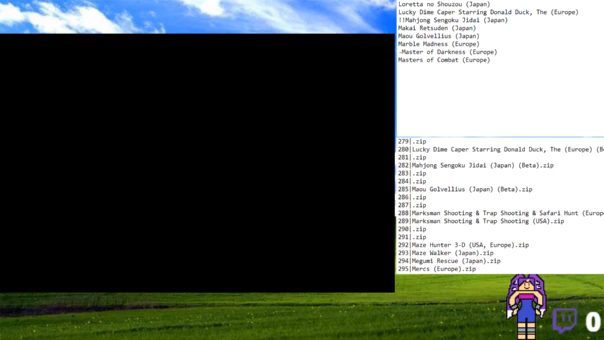 Loretta no Shouzou (Japan)
Lucky Dime Caper Starring Donald Duck, The (Europe)
!!Mahjong Sengoku Jidai (Japan)
Makai Retsuden (Japan)
Maou Golvellius (Japan)
Marble Madness (Europe)
-Master of Darkness (Europe)
Masters of Combat (Europe)
279|.zip
280|Lucky Dime Caper Starring Donald Duck, The (Europe) (B
281|.zip
282|Mahjong Sengoku Jidai (Japan) (Beta).zip
283|.zip
284|.zip
285|Maou Golvellius (Japan) (Beta).zip
286|.zip
287|.zip
288|Marksman Shooting & Trap Shooting & Safari Hunt (Europ
289|Marksman Shooting & Trap Shooting (USA).zip
290|.zip
291|.zip
292|Maze Hunter 3-D (USA, Europe).zip
293|Maze Walker (Japan).zip
294|Megumi Rescue (Japan).zip
295|Mercs (Europe).zip
0